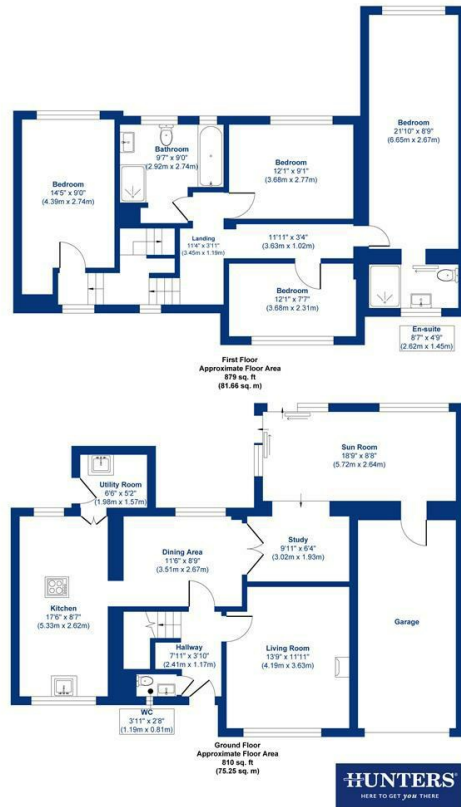 Bedroom
21'10" x 8'9"
(6.65m x 2.67m)
Bathroom
9'7" x 9'0"
(2.92m x 2.74m)
Bedroom
12'1" x 9'1"
(3.68m x 2.77m)
Bedroom
14'5" x 9'0"
(4.39m x 2.74m)
Landing
11'4" x 3'11"
(3.45m x 1.19m)
11'11" x 3'4"
(3.63m x 1.02m)
Bedroom
12'1" x 7'7"
(3.68m x 2.31m)
En-suite
8'7" x 4'9"
(2.62m x 1.45m)
First Floor
Approximate Floor Area
879 sq. ft
(81.66 sq. m)
Sun Room
18'9" x 8'8"
(5.72m x 2.64m)
Utility Room
6'6" x 5'2"
(1.98m x 1.57m)
Study
9'11" x 6'4"
(3.02m x 1.93m)
Dining Area
11'6" x 8'9"
(3.51m x 2.67m)
Kitchen
17'6" x 8'7"
(5.33m x 2.62m)
Garage
Hallway
7'11" x 3'10"
(2.41m x 1.17m)
Living Room
13'9" x 11'11"
(4.19m x 3.63m)
WC
3'11" x 2'8"
(1.19m x 0.81m)
Ground Floor
Approximate Floor Area
810 sq. ft
(75.25 sq. m)
HUNTERS
HERE TO GET you THERE